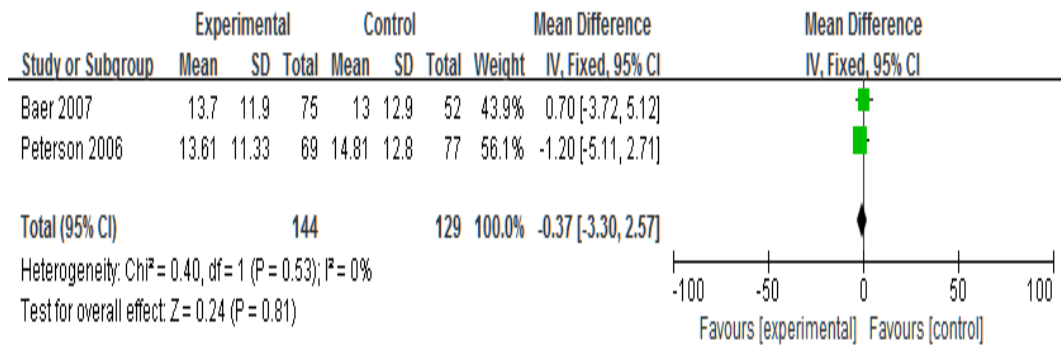 Experimental Control Mean Difference Mean Difference
Study or Subgroup Mean SD Total Mean SD Total Weight IV, Fixed, 95% CI IV, Fixed, 95% CI
Baer 2007 13.7 11.9 75 13 12.9 52 43.9% 0.70 [-3.72, 5.12]
Peterson 2006 13.61 11.33 69 14.81 12.8 77 56.1% -1.20 [-5.11, 2.71]
Total (95% CI) 144 129 100.0% -0.37 [-3.30, 2.57]
Heterogeneity: Chi² = 0.40, df = 1 (P = 0.53); I² = 0%
Test for overall effect: Z = 0.24 (P = 0.81)
-100 -50 0 50 100
Favours [experimental] Favours [control]